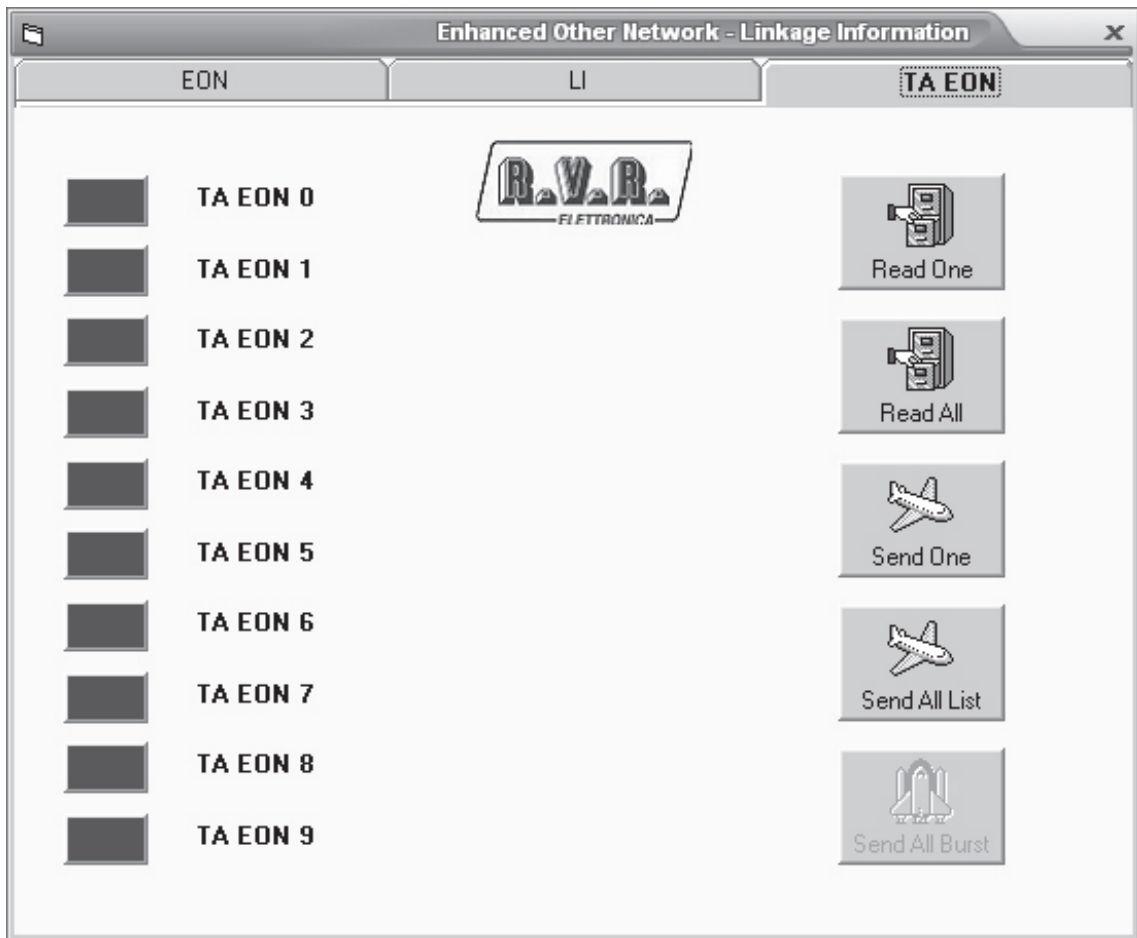 Enhanced Other Network - Linkage Information
EON
LI
TA EON
R.V.R.
ELETTRONICA
TA EON 0
TA EON 1
TA EON 2
TA EON 3
TA EON 4
TA EON 5
TA EON 6
TA EON 7
TA EON 8
TA EON 9
Read One
Read All
Send One
Send All List
Send All Burst